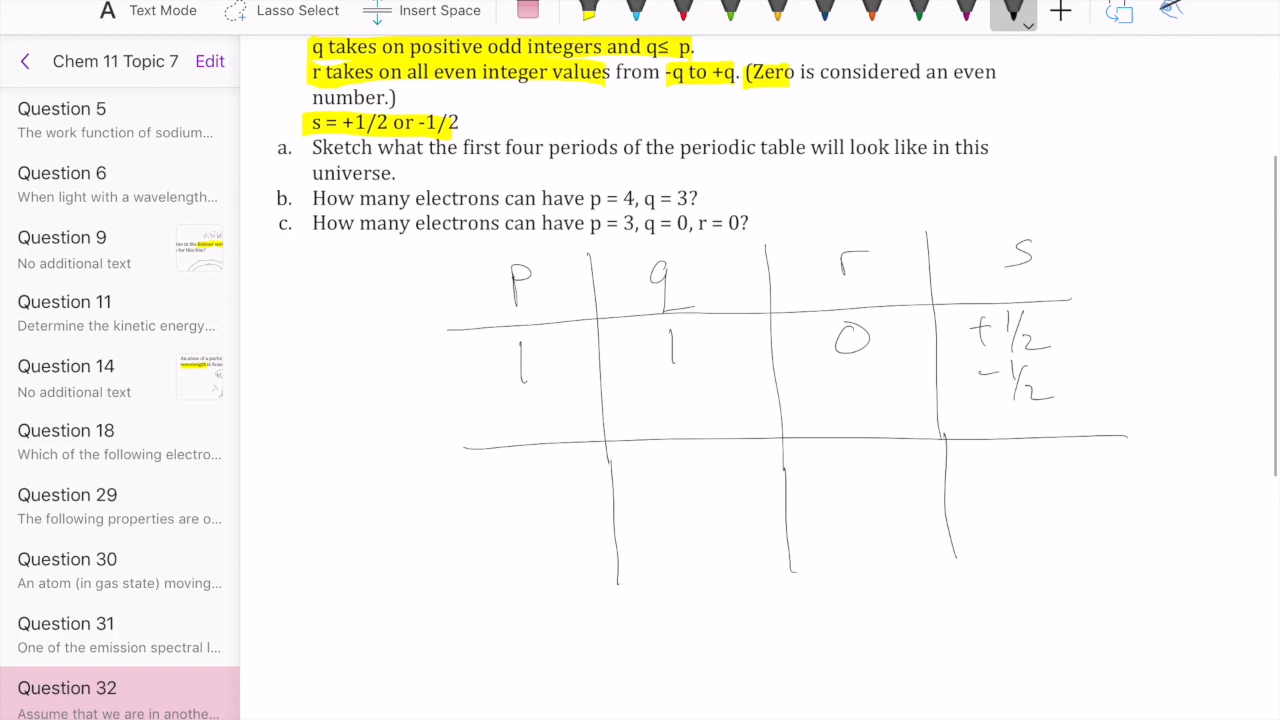 Text Mode Lasso Select Insert Space
Chem 11 Topic 7 Edit
Question 5
The work function of sodium...
Question 6
When light with a wavelength...
Question 9
No additional text
Question 11
Determine the kinetic energy...
Question 14
No additional text
Question 18
Which of the following electro...
Question 29
The following properties are o...
Question 30
An atom (in gas state) moving...
Question 31
One of the emission spectral l...
Question 32
Assume that we are in anothe...
q takes on positive odd integers and q≤ p.
r takes on all even integer values from -q to +q. (Zero is considered an even
number.)
s = +1/2 or -1/2
a. Sketch what the first four periods of the periodic table will look like in this
universe.
b. How many electrons can have p = 4, q = 3?
c. How many electrons can have p = 3, q = 0, r = 0?
p q r s
1 1 0 +1/2
-1/2